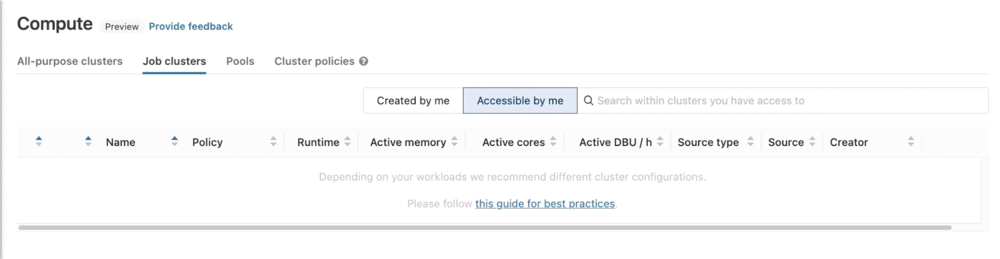 Compute Preview Provide feedback
All-purpose clusters Job clusters Pools Cluster policies ?
Created by me Accessible by me Search within clusters you have access to
Name Policy Runtime Active memory Active cores Active DBU / h Source type Source Creator
Depending on your workloads we recommend different cluster configurations.
Please follow this guide for best practices.